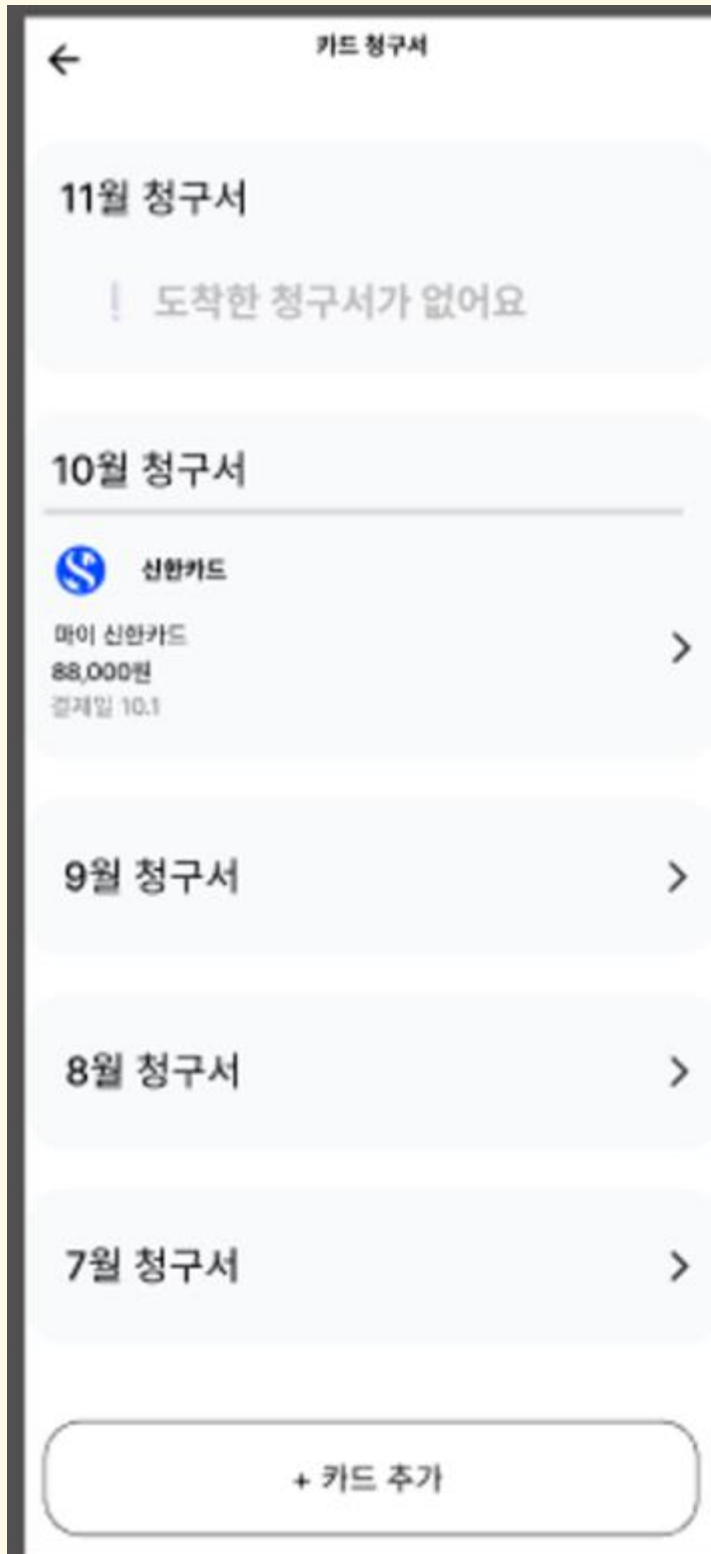 카드 청구서
11월 청구서
! 도착한 청구서가 없어요
10월 청구서
신한카드
마이 신한카드
88,000원
결제일 10.1
9월 청구서
8월 청구서
7월 청구서
+ 카드 추가